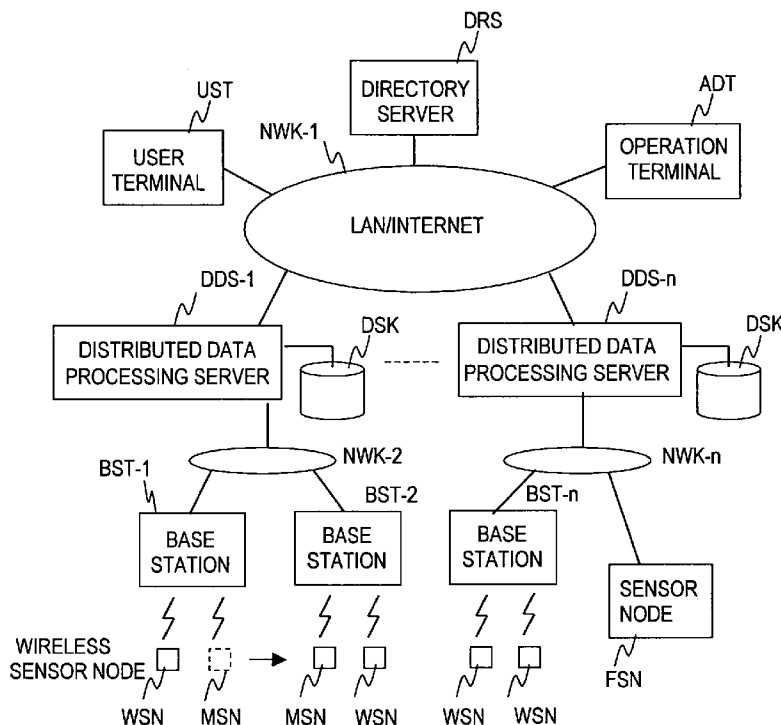 DRS
DIRECTORY
SERVER
UST
ADT
NWK-1
USER
TERMINAL
OPERATION
TERMINAL
LAN/INTERNET
DDS-1
DDS-n
DSK
DSK
DISTRIBUTED DATA
PROCESSING SERVER
DISTRIBUTED DATA
PROCESSING SERVER
NWK-2
NWK-n
BST-1
BST-2
BST-n
BASE
STATION
BASE
STATION
BASE
STATION
SENSOR
NODE
WIRELESS
SENSOR NODE
FSN
WSN
MSN
MSN
WSN
WSN
WSN